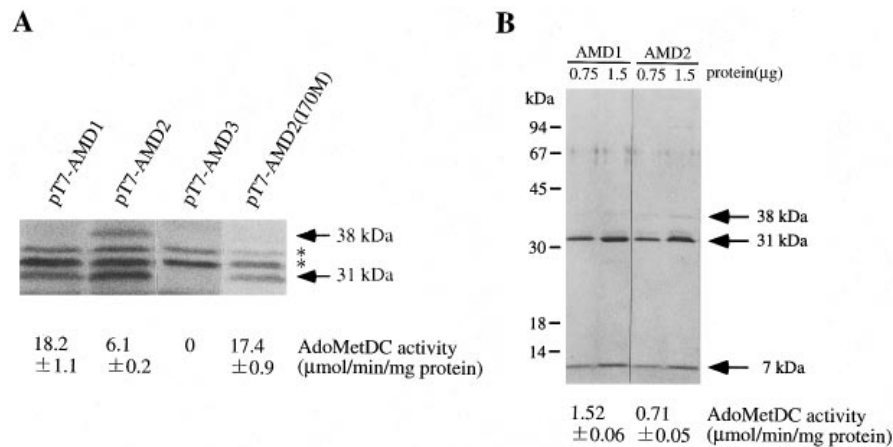 A
pT7-AMD1
pT7-AMD2
pT7-AMD3
pT7-AMD2(I70M)
38 kDa
*
*
31 kDa
18.2 6.1 0 17.4 AdoMetDC activity
±1.1 ±0.2 ±0.9 (μmol/min/mg protein)
B
AMD1 AMD2
0.75 1.5 0.75 1.5 protein(μg)
kDa
94
67
45
38 kDa
31 kDa
30
18
14
7 kDa
1.52 0.71 AdoMetDC activity
±0.06 ±0.05 (μmol/min/mg protein)